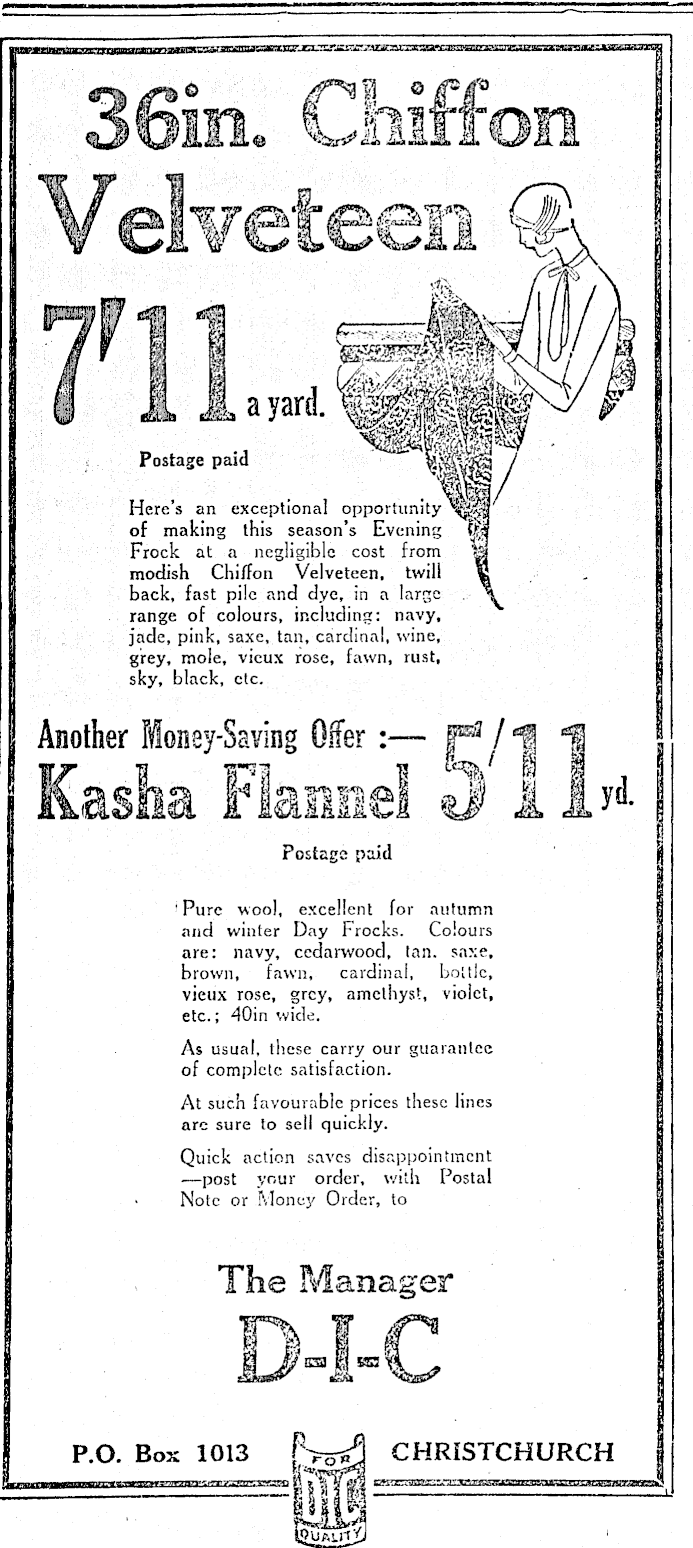 36in. Chiffon
Velveteen
7'11 a yard.
Postage paid
Here's an exceptional opportunity
of making this season's Evening
Frock at a negligible cost from
modish Chiffon Velveteen, twill
back, fast pile and dye, in a large
range of colours, including: navy,
jade, pink, saxe, tan, cardinal, wine,
grey, mole, vieux rose, fawn, rust,
sky, black, etc.
Another Money-Saving Offer :—
Kasha Flannel 5'11 yd.
Postage paid
Pure wool, excellent for autumn
and winter Day Frocks. Colours
are: navy, cedarwood, tan. saxe,
brown, fawn, cardinal, bottle,
vieux rose, grey, amethyst, violet,
etc.; 40in wide.
As usual, these carry our guarantee
of complete satisfaction.
At such favourable prices these lines
are sure to sell quickly.
Quick action saves disappointment
—post your order, with Postal
Note or Money Order, to
The Manager
D-I-C
P.O. Box 1013 CHRISTCHURCH
FOR
DIC
QUALITY